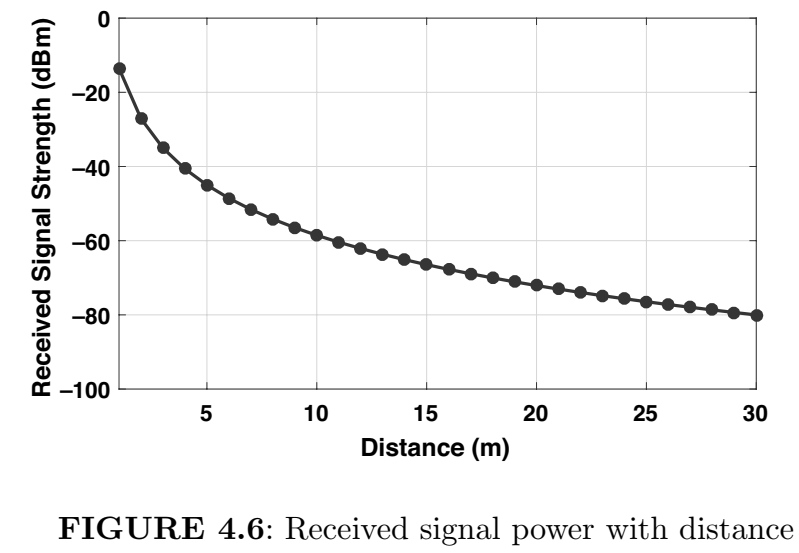 0
–20
–40
–60
–80
–100
Received Signal Strength (dBm)
5 10 15 20 25 30
Distance (m)
FIGURE 4.6: Received signal power with distance